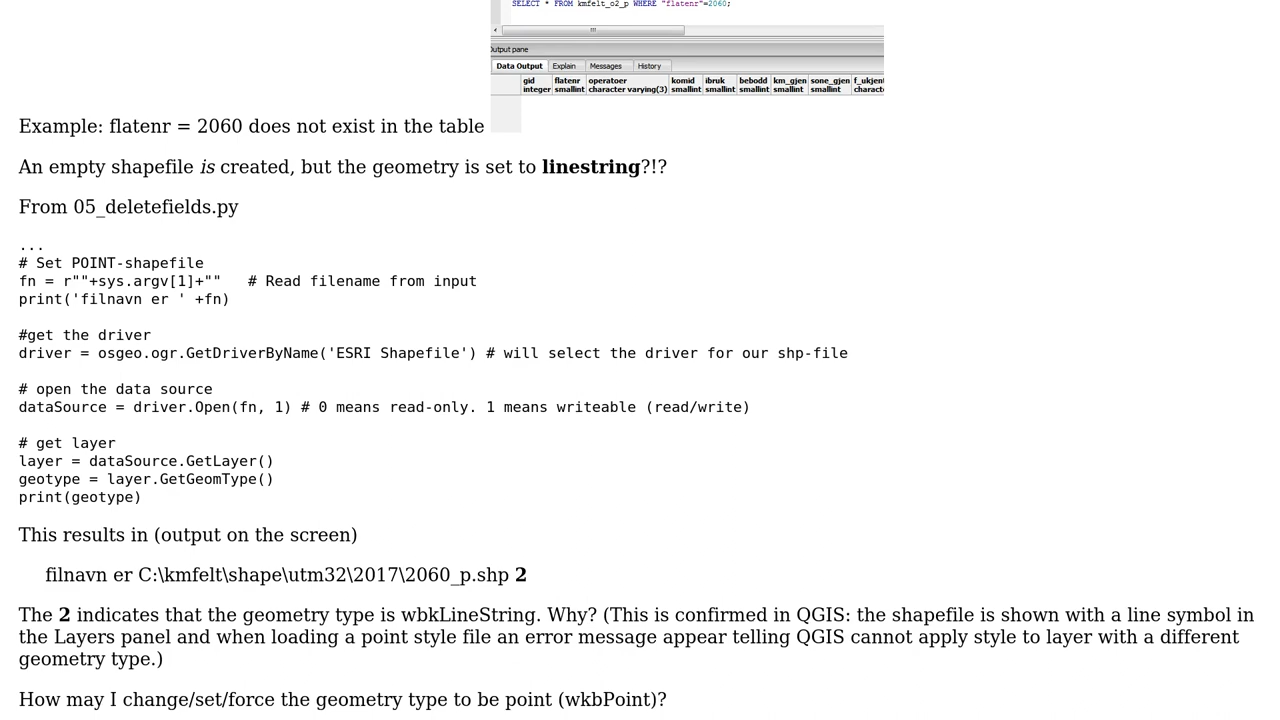 SELECT * FROM kmfelt_o2_p WHERE "flatenr"=2060;
Output pane
Data Output Explain Messages History
gid flatenr operatoer komid ibruk bebodd km_gjen sone_gjen f_ukjent
integer smallint character varying(3) smallint smallint smallint smallint smallint characte
Example: flatenr = 2060 does not exist in the table
An empty shapefile is created, but the geometry is set to linestring?!?
From 05_deletefields.py
...
# Set POINT-shapefile
fn = r""+sys.argv[1]+"" # Read filename from input
print('filnavn er ' +fn)
#get the driver
driver = osgeo.ogr.GetDriverByName('ESRI Shapefile') # will select the driver for our shp-file
# open the data source
dataSource = driver.Open(fn, 1) # 0 means read-only. 1 means writeable (read/write)
# get layer
layer = dataSource.GetLayer()
geotype = layer.GetGeomType()
print(geotype)
This results in (output on the screen)
filnavn er C:\kmfelt\shape\utm32\2017\2060_p.shp 2
The 2 indicates that the geometry type is wbkLineString. Why? (This is confirmed in QGIS: the shapefile is shown with a line symbol in
the Layers panel and when loading a point style file an error message appear telling QGIS cannot apply style to layer with a different
geometry type.)
How may I change/set/force the geometry type to be point (wkbPoint)?